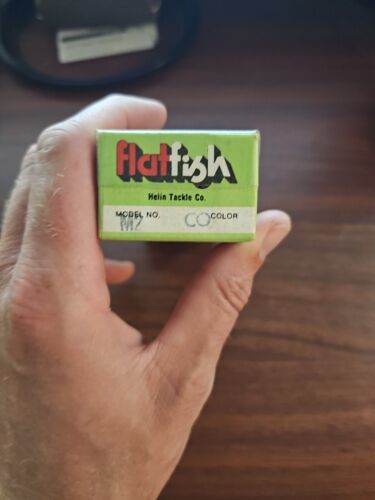 flatfish
Helin Tackle Co.
MODEL NO. CO COLOR
M2